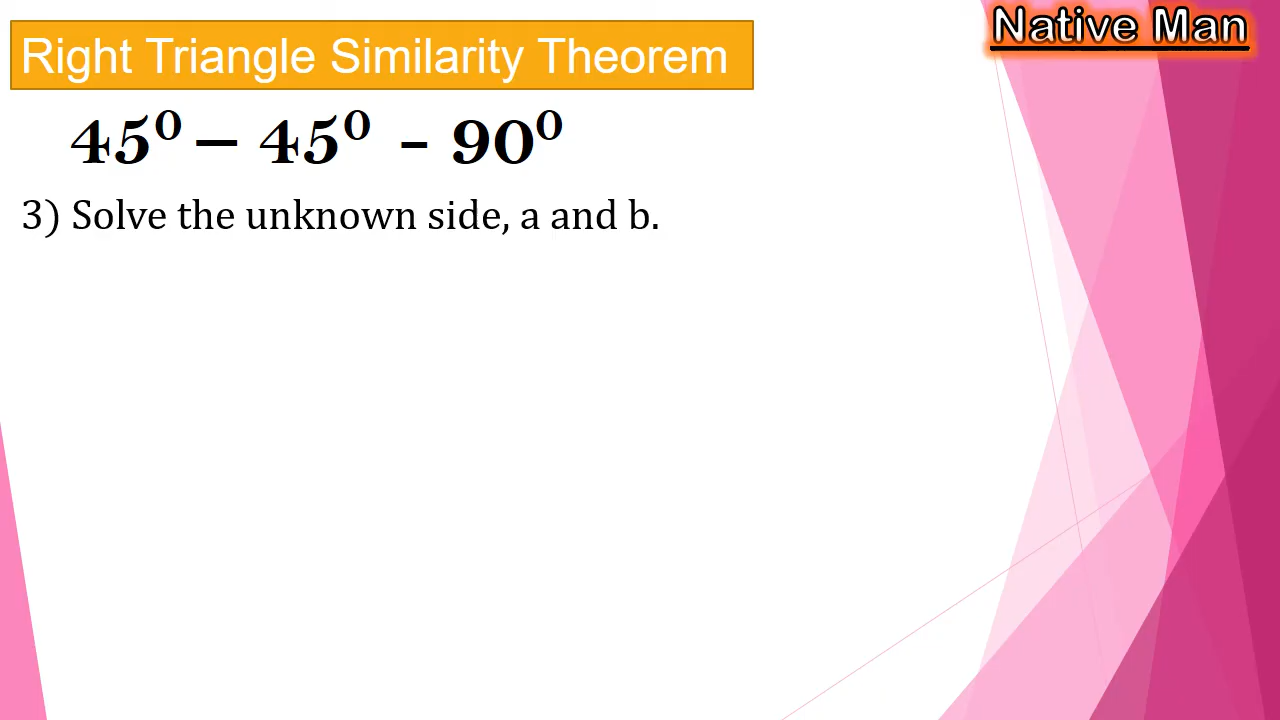 Native Man
Right Triangle Similarity Theorem
45⁰ – 45⁰ - 90⁰
3) Solve the unknown side, a and b.